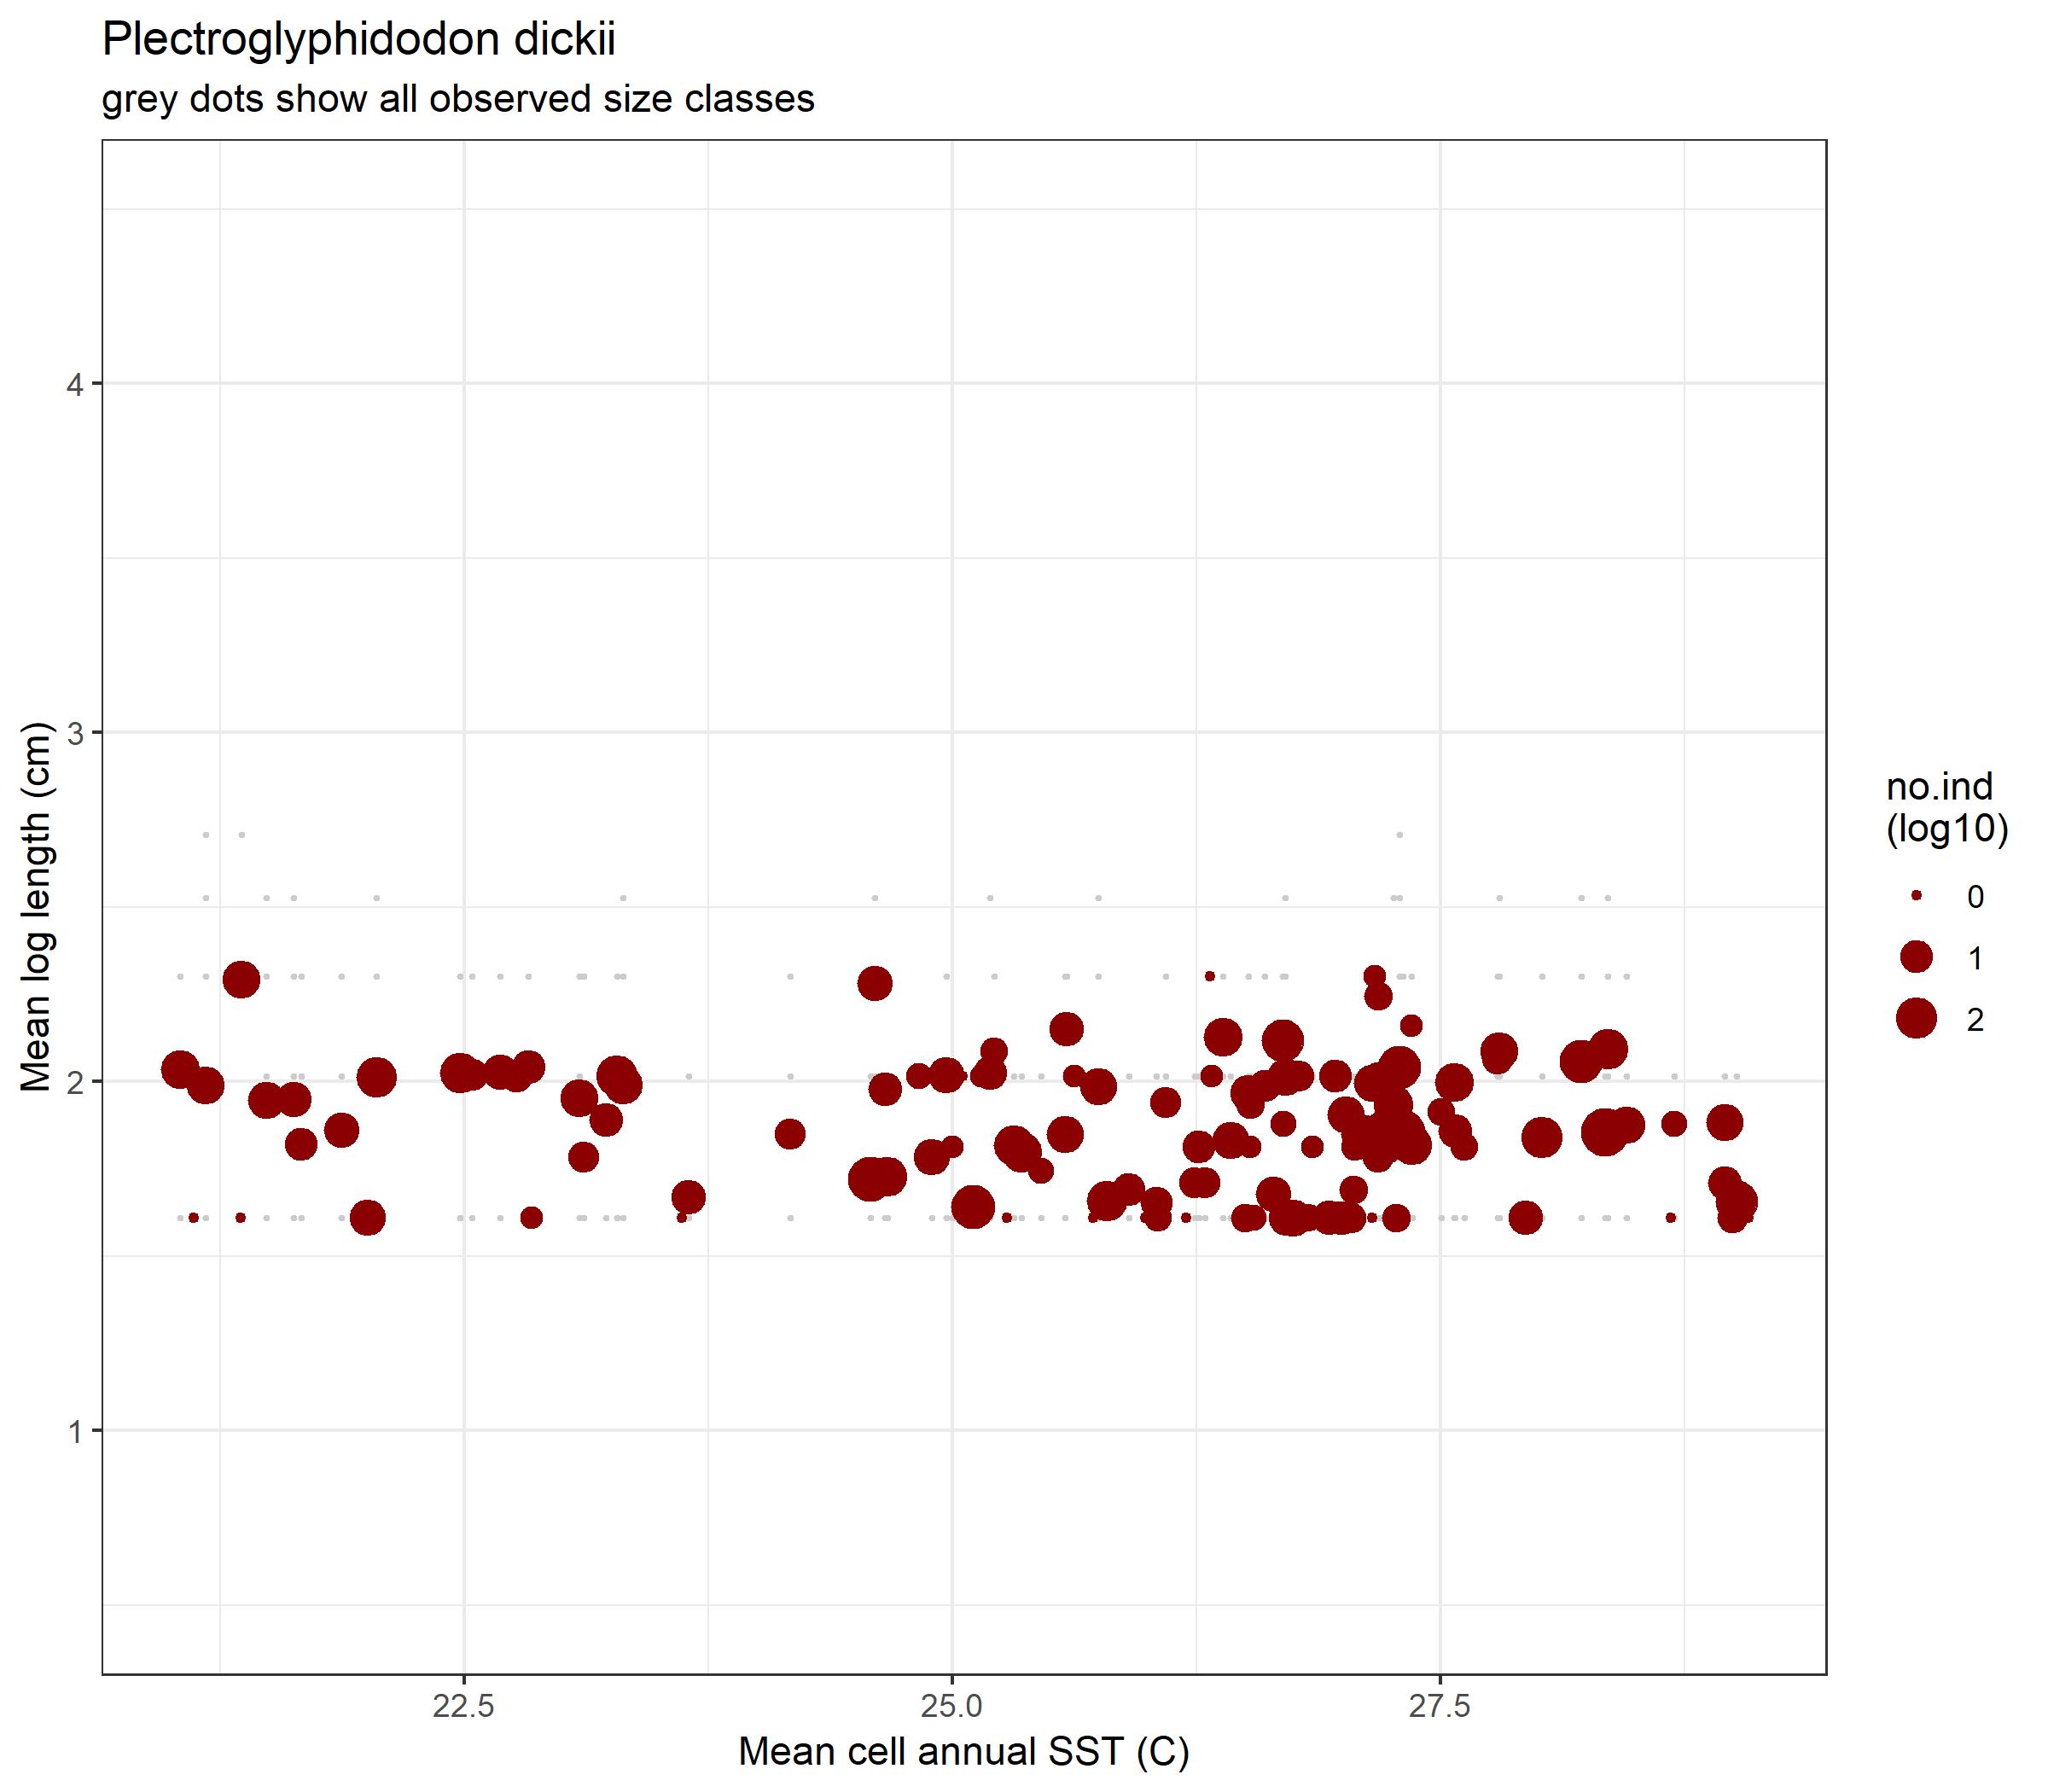 Plectroglyphidodon dickii
grey dots show all observed size classes
Mean log length (cm)
4
3
2
1
22.5 25.0 27.5
Mean cell annual SST (C)
no.ind
(log10)
0
1
2